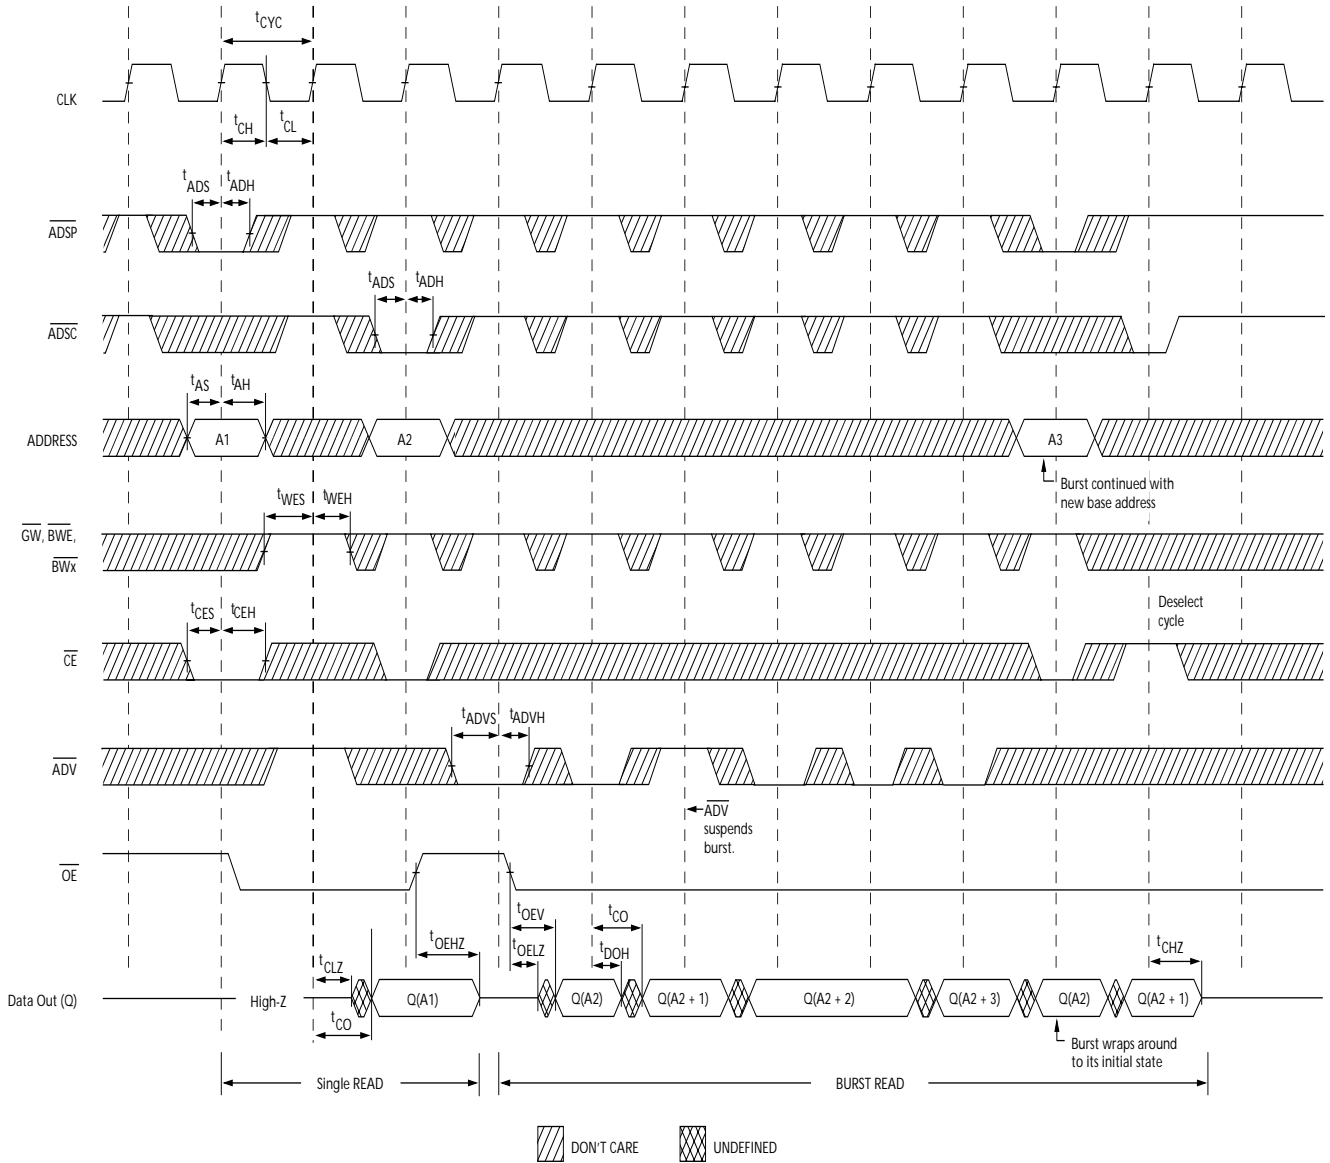 tCYC
CLK
tCH
tCL
tADS
tADH
ADSP
tADS
tADH
ADSC
tAS
tAH
ADDRESS
A1
A2
A3
Burst continued with
new base address
tWES
tWEH
GW, BWE,
BWx
Deselect
cycle
tCES
tCEH
CE
tADVS
tADVH
ADV
ADV
suspends
burst.
OE
tOEV
tCO
tOEHZ
tOELZ
tDOH
tCHZ
tCLZ
Data Out (Q)
High-Z
Q(A1)
Q(A2)
Q(A2 + 1)
Q(A2 + 2)
Q(A2 + 3)
Q(A2)
Q(A2 + 1)
tCO
Burst wraps around
to its initial state
Single READ
BURST READ
DON'T CARE
UNDEFINED